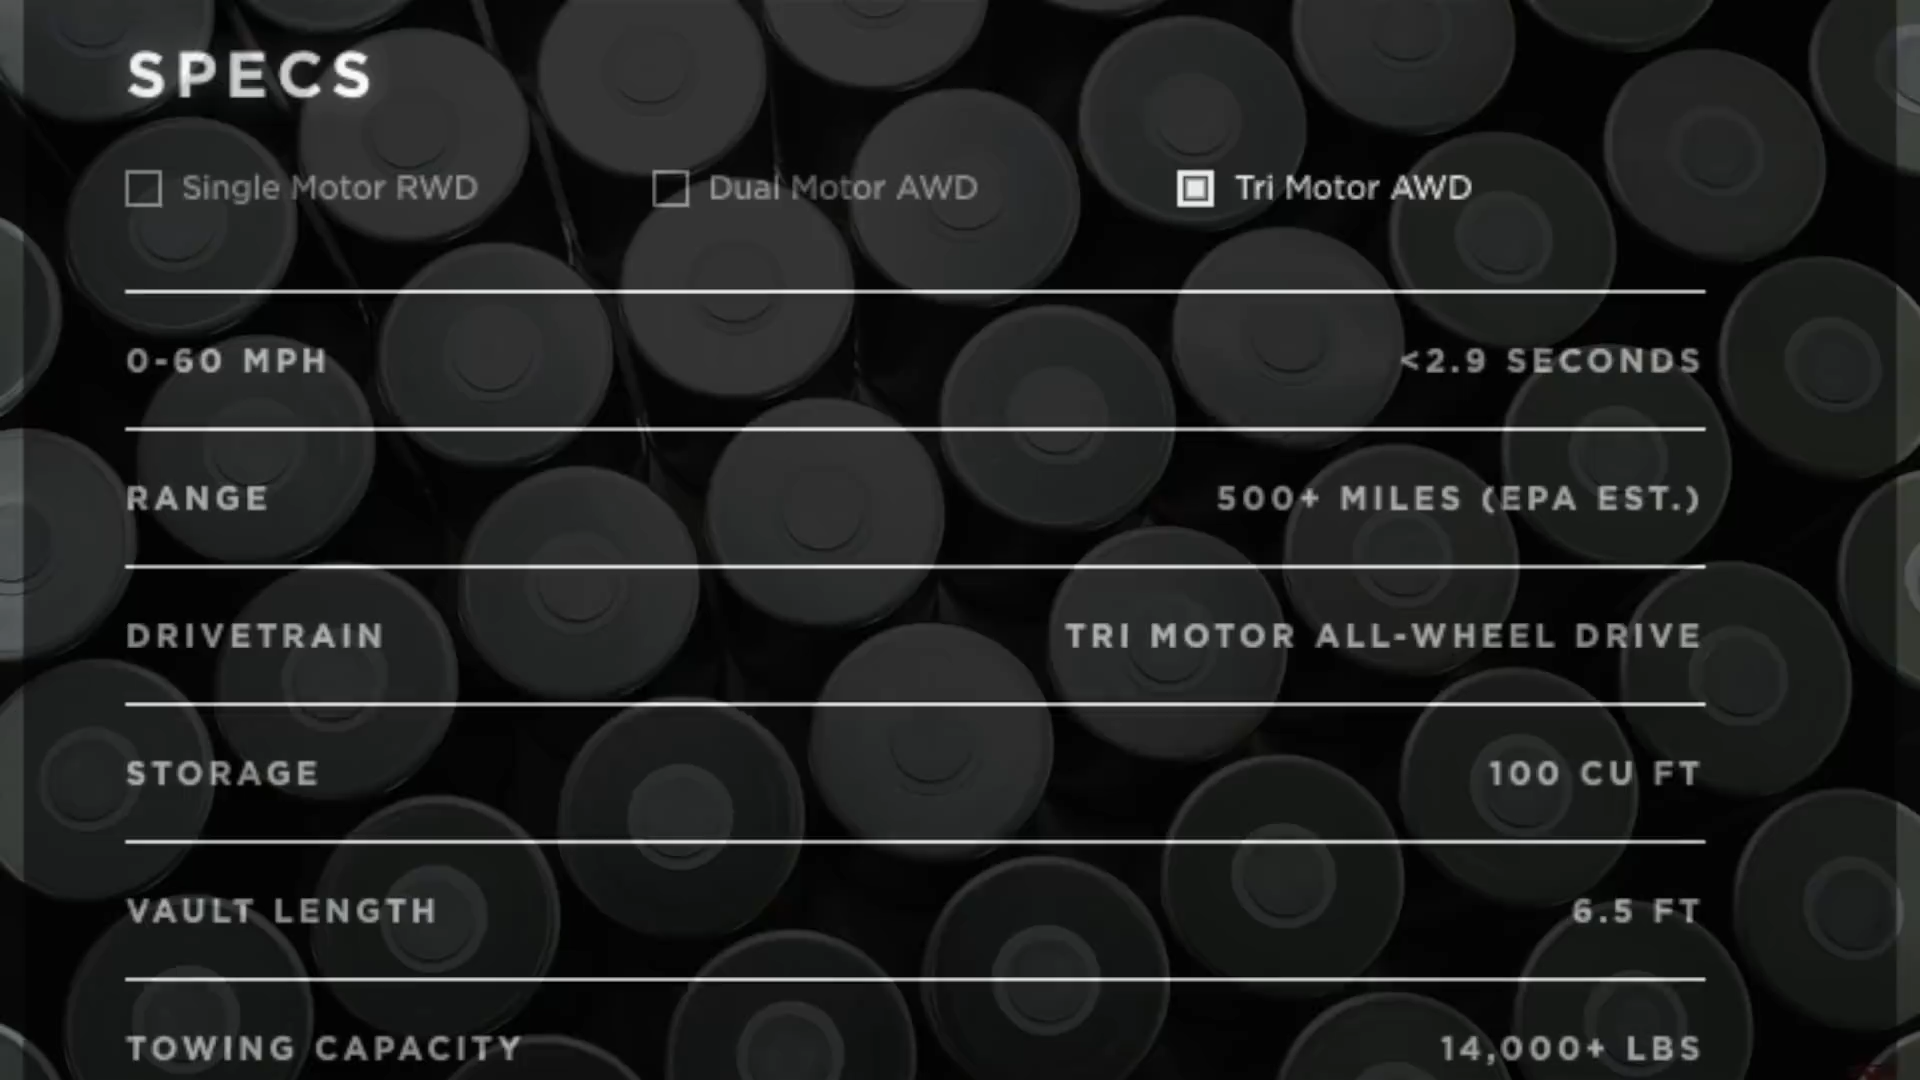 SPECS
Single Motor RWD
Dual Motor AWD
Tri Motor AWD
0-60 MPH <2.9 SECONDS
RANGE 500+ MILES (EPA EST.)
DRIVETRAIN TRI MOTOR ALL-WHEEL DRIVE
STORAGE 100 CU FT
VAULT LENGTH 6.5 FT
TOWING CAPACITY 14,000+ LBS